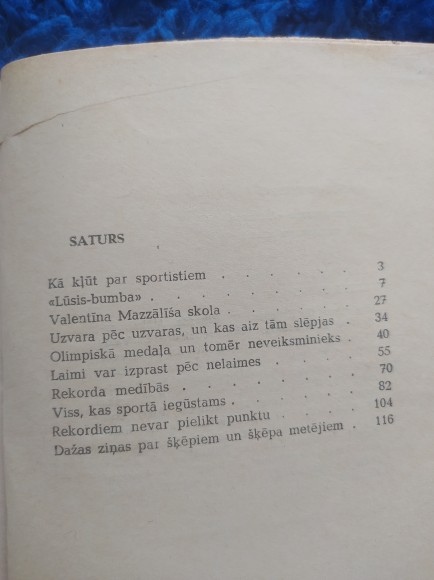 SATURS
Kā kļūt par sportistiem . . . . . . 3
«Lūsis-bumba» . . . . . . . . 7
Valentīna Mazzālīša skola . . . . . 27
Uzvara pēc uzvaras, un kas aiz tām slēpjas . 34
Olimpiskā medaļa un tomēr neveiksminieks . 40
Laimi var izprast pēc nelaimes . . . . 55
Rekorda medībās . . . . . . . 70
Viss, kas sportā iegūstams . . . . . . 82
Rekordiem nevar pielikt punktu . . . . 104
Dažas ziņas par šķēpiem un šķēpa metējiem . 116